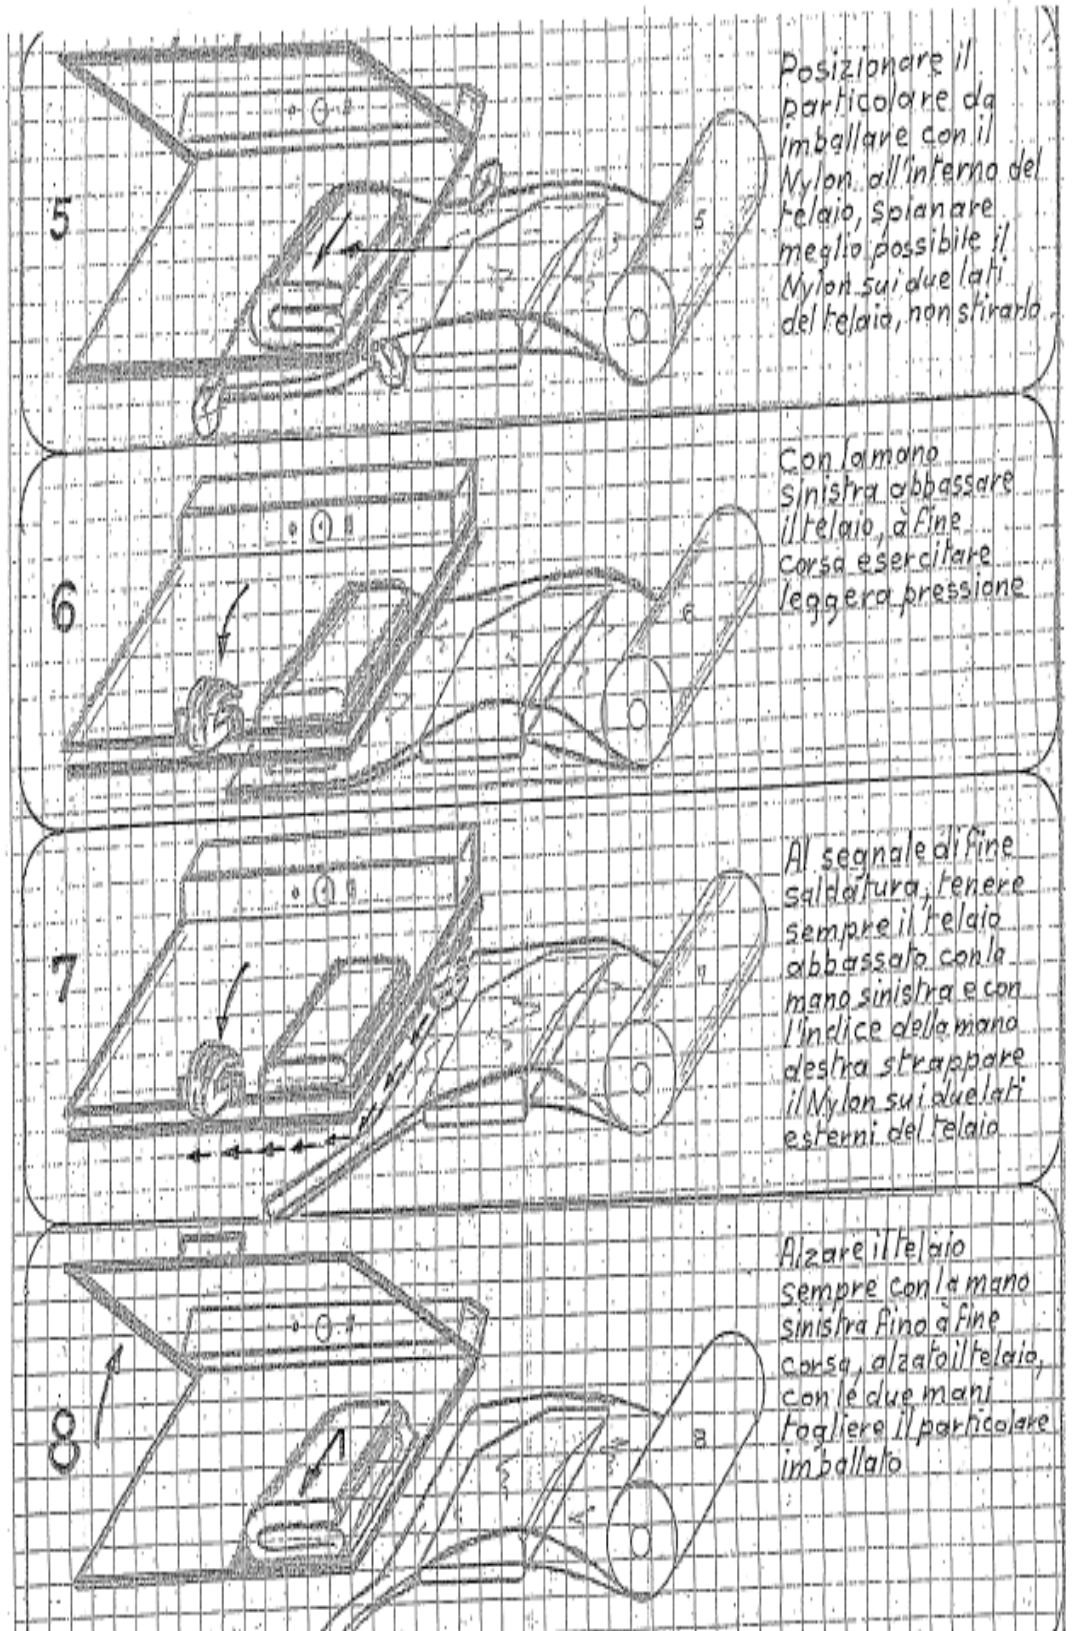 5
Posizionare il
particolare da
imballare con il
Nylon all'interno del
telaio, spianare
meglio possibile il
Nylon sui due lati
del telaio, non stirarlo.
5
6
Con la mano
sinistra abbassare
il telaio, à fine
corsa esercitare
leggera pressione
6
7
Al segnale di fine
saldatura, tenere
sempre il telaio
abbassato con la
mano sinistra e con
l'indice della mano
destra strappare
il Nylon sui due lati
esterni del telaio
7
8
Alzare il telaio
sempre con la mano
sinistra fino à fine
corsa, alzato il telaio,
con le due mani
togliere il particolare
imballato
8